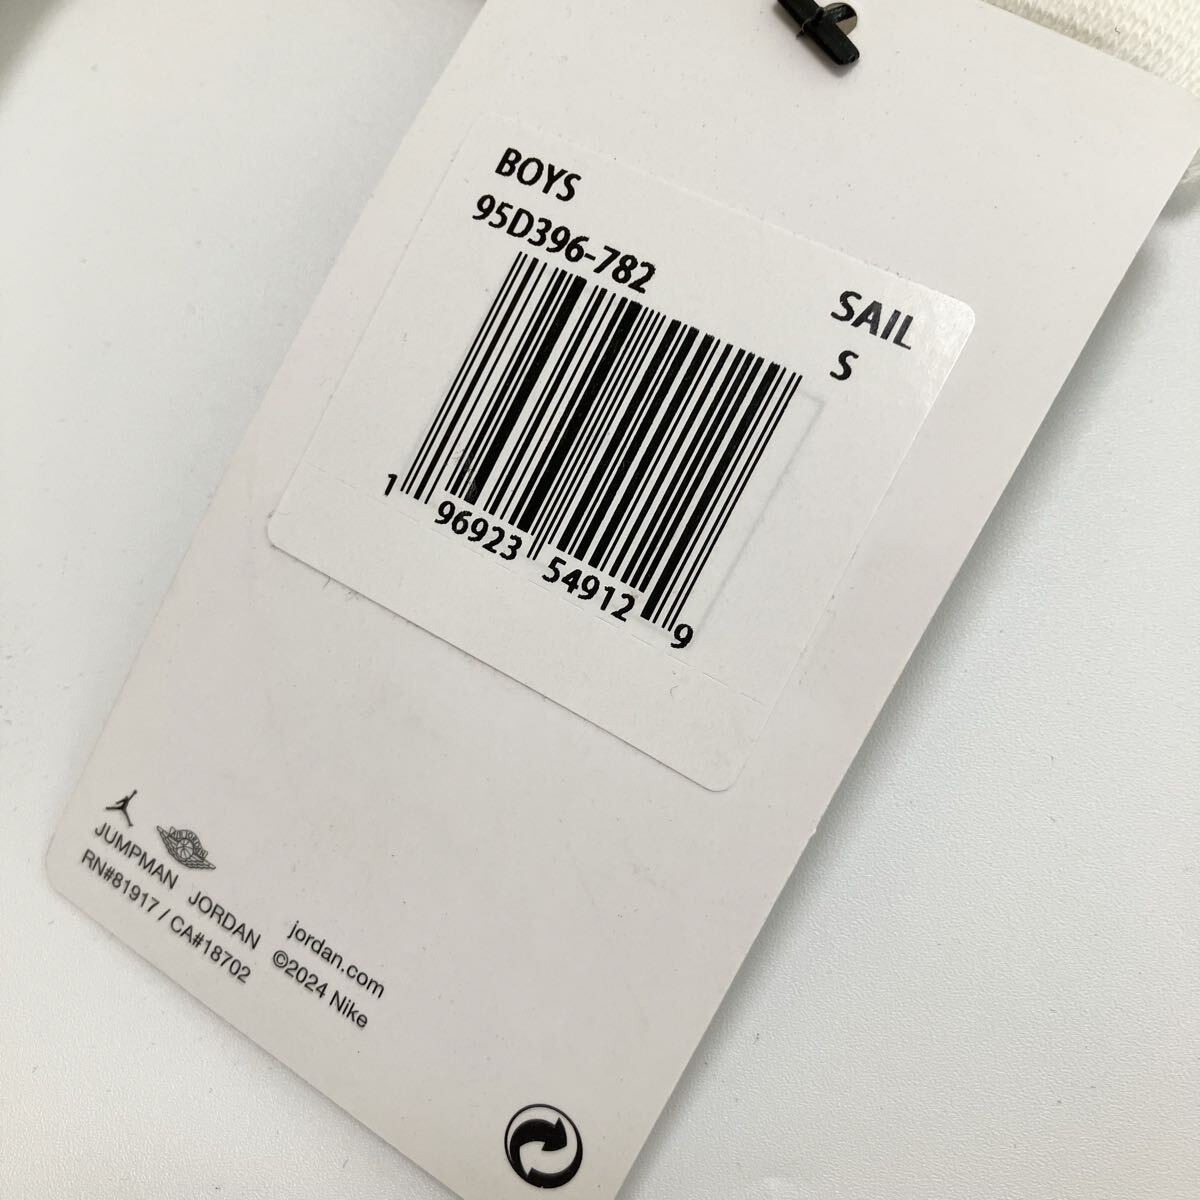 BOYS
95D396-782
SAIL
S
1 96923 54912 9
JUMPMAN JORDAN jordan.com
RN#81917 / CA#18702 ©2024 Nike